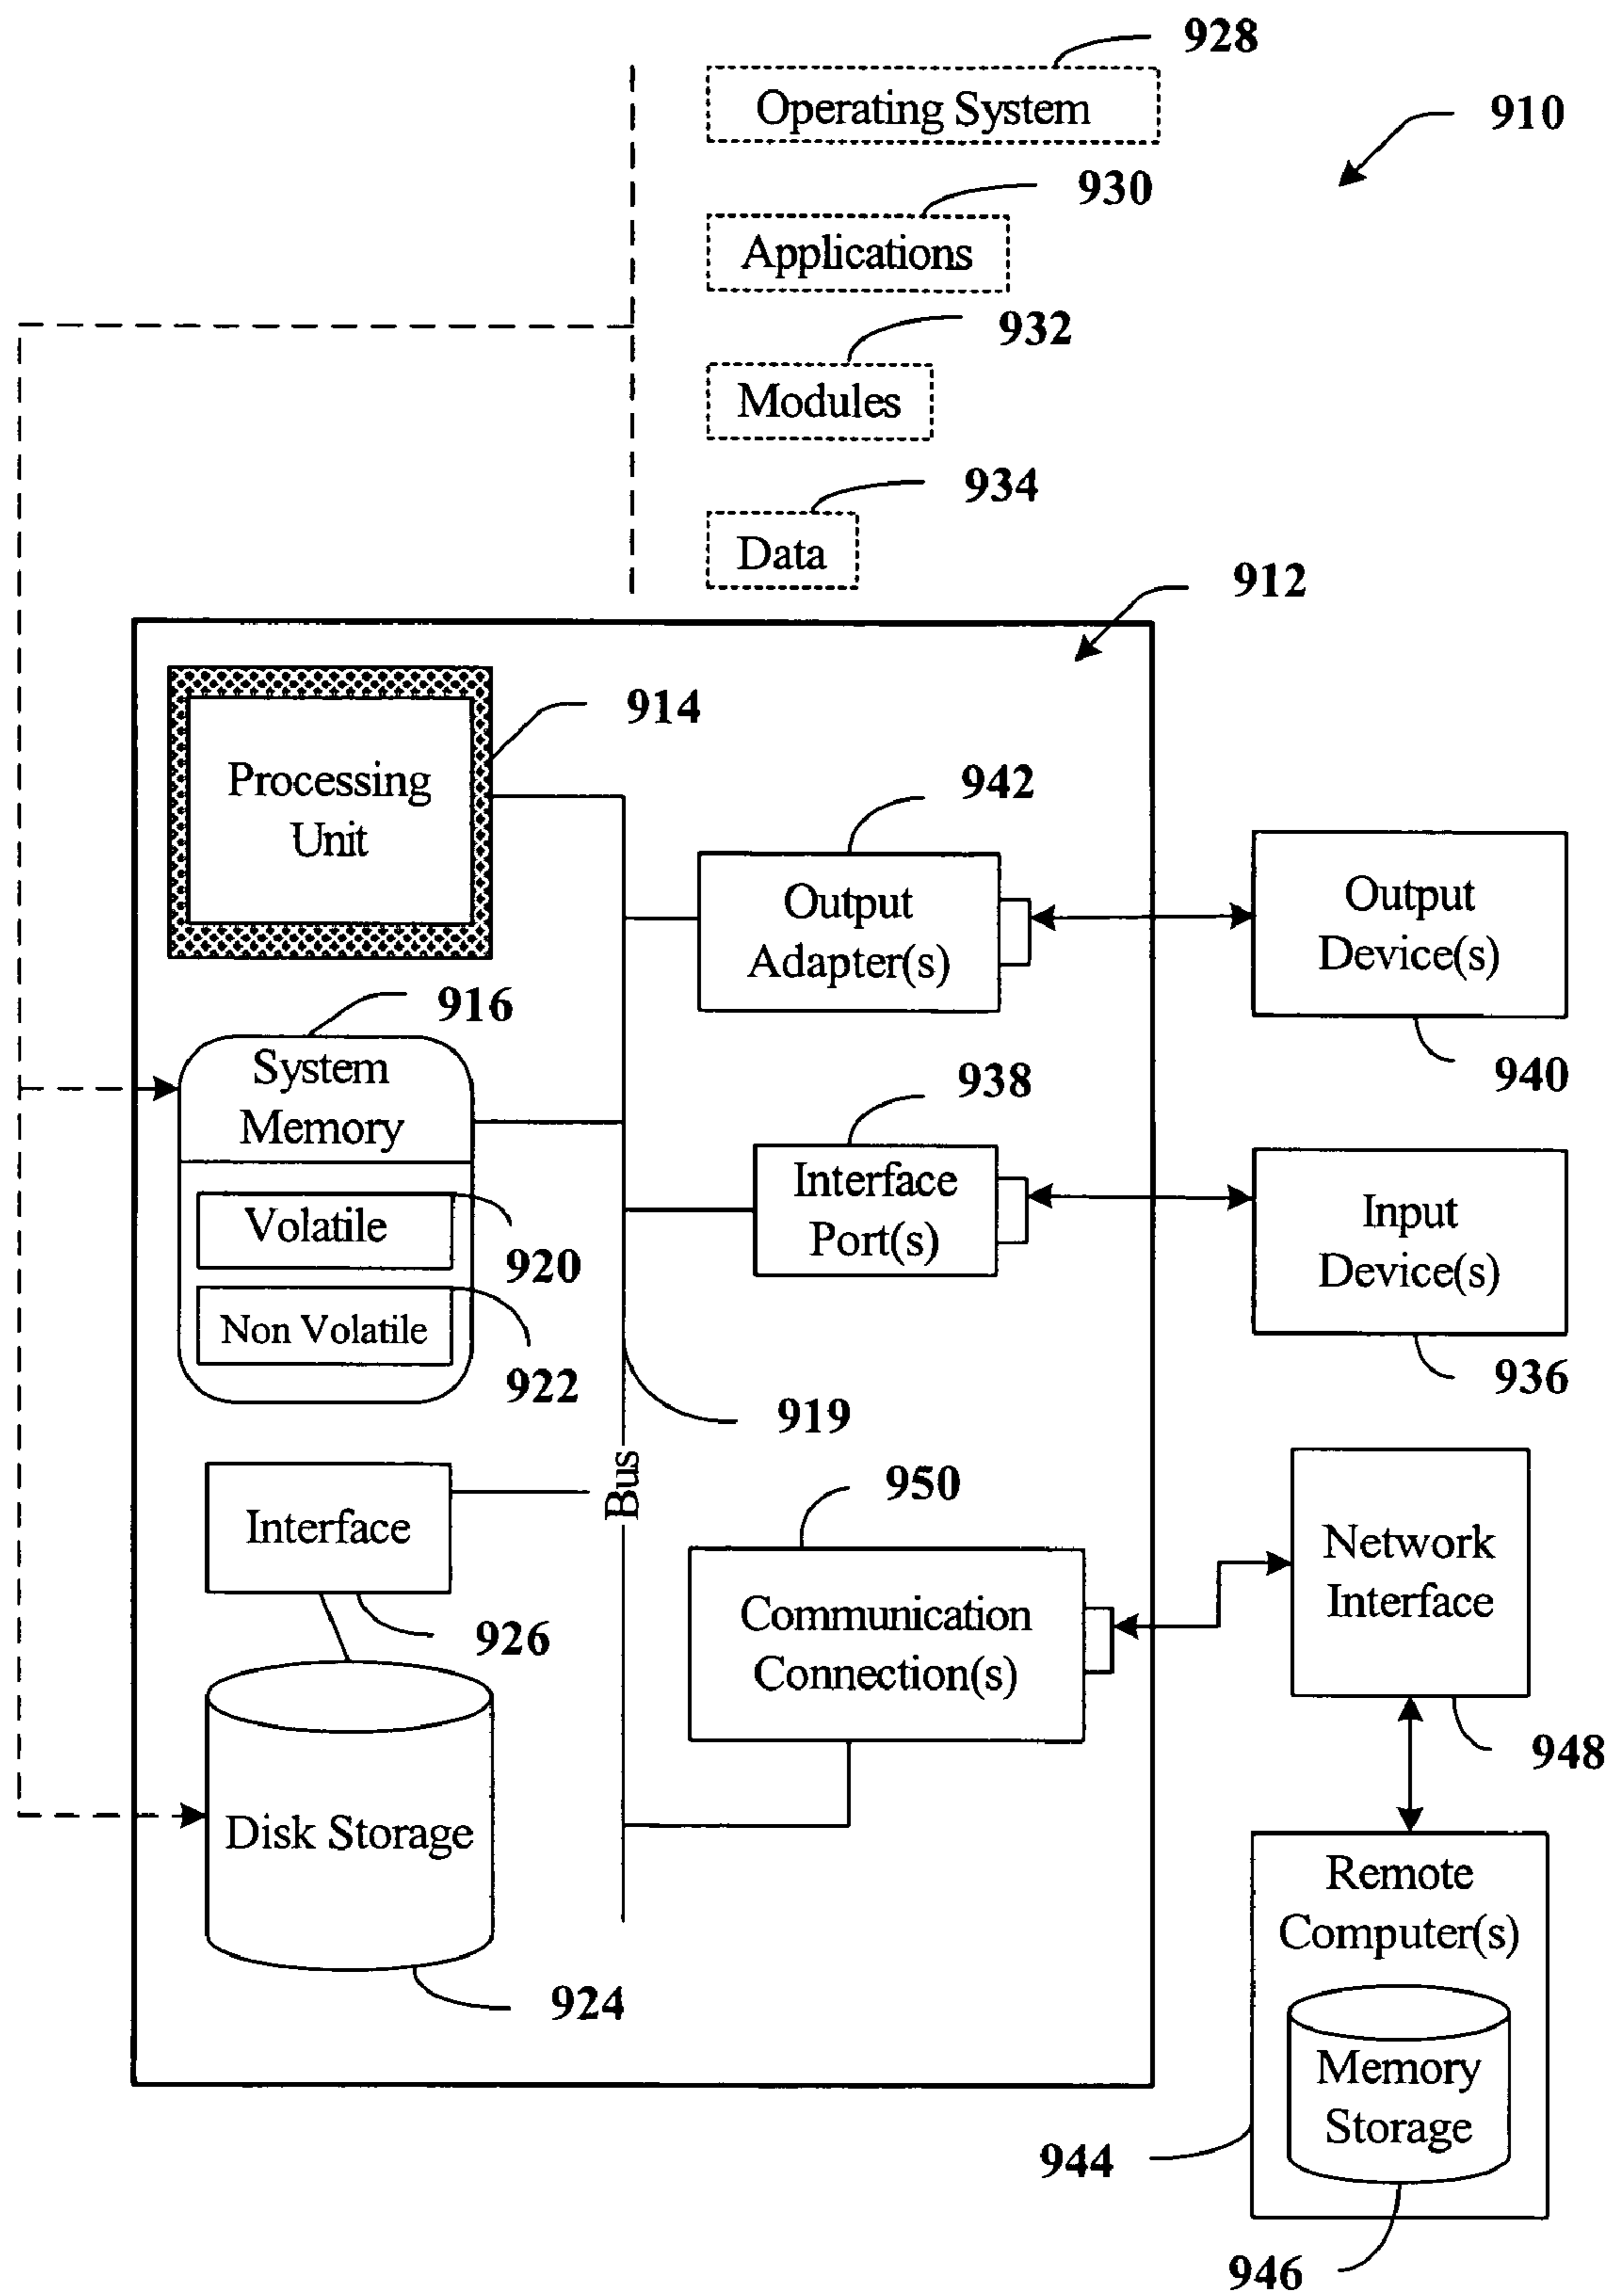 928
Operating System
910
930
Applications
932
Modules
934
Data
912
914
Processing
Unit
942
Output
Adapter(s)
Output
Device(s)
940
916
System
Memory
938
Interface
Port(s)
Input
Device(s)
936
Volatile
920
Non Volatile
922
919
Bus
950
Interface
926
Communication
Connection(s)
Network
Interface
948
Disk Storage
924
Remote
Computer(s)
Memory
Storage
944
946